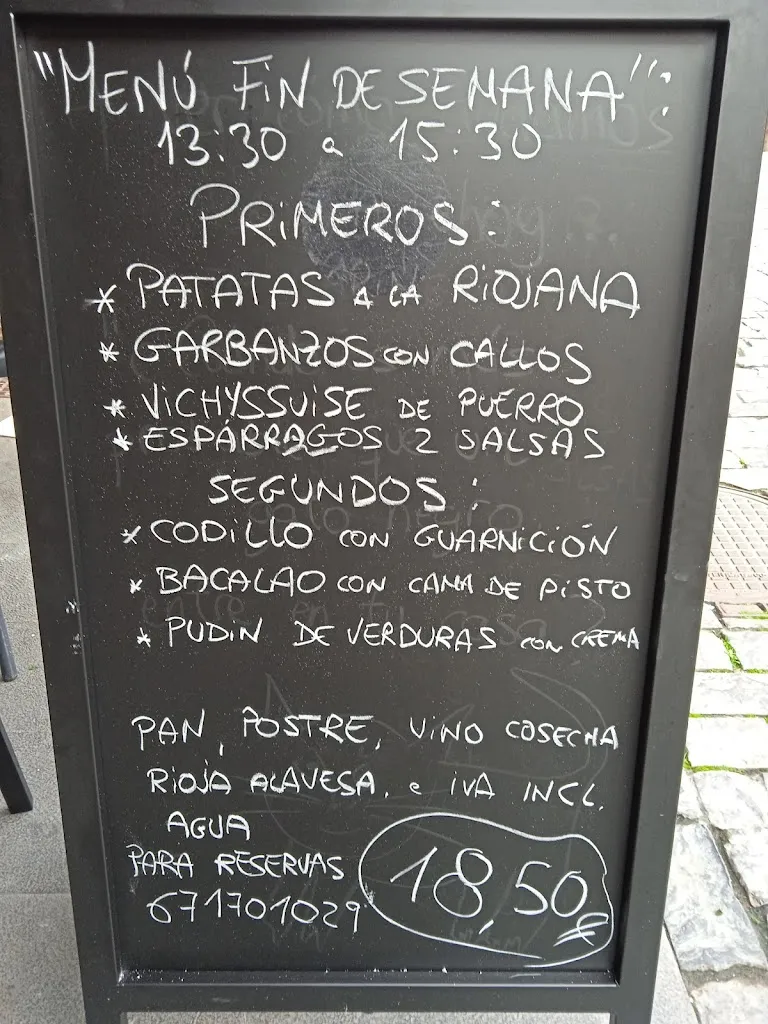 "MENÚ FIN DE SEMANA":
13:30 a 15:30
PRIMEROS:
* PATATAS A LA RIOJANA
* GARBANZOS CON CALLOS
* VICHYSSUISE DE PUERRO
* ESPÁRRAGOS 2 SALSAS
SEGUNDOS:
* CODILLO CON GUARNICIÓN
* BACALAO CON CAMA DE PISTO
* PUDIN DE VERDURAS CON CREMA
PAN, POSTRE, VINO COSECHA
RIOJA ALAVESA, e IVA INCL.
AGUA
PARA RESERVAS
671701029
18,50€